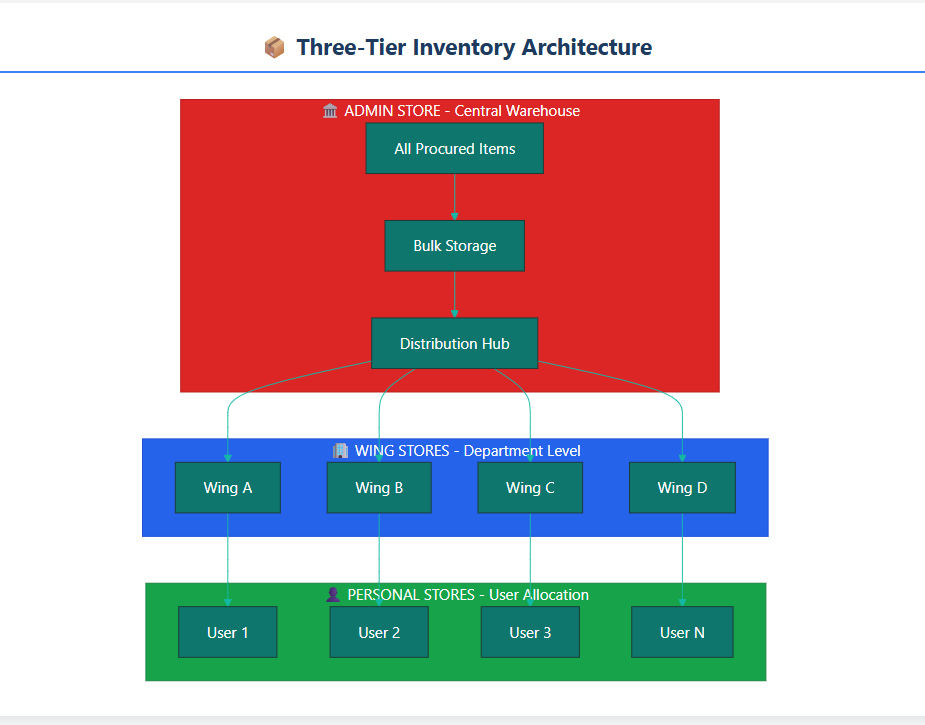 📦 Three-Tier Inventory Architecture
🏛️ ADMIN STORE - Central Warehouse
All Procured Items
Bulk Storage
Distribution Hub
🏢 WING STORES - Department Level
Wing A
Wing B
Wing C
Wing D
👤 PERSONAL STORES - User Allocation
User 1
User 2
User 3
User N